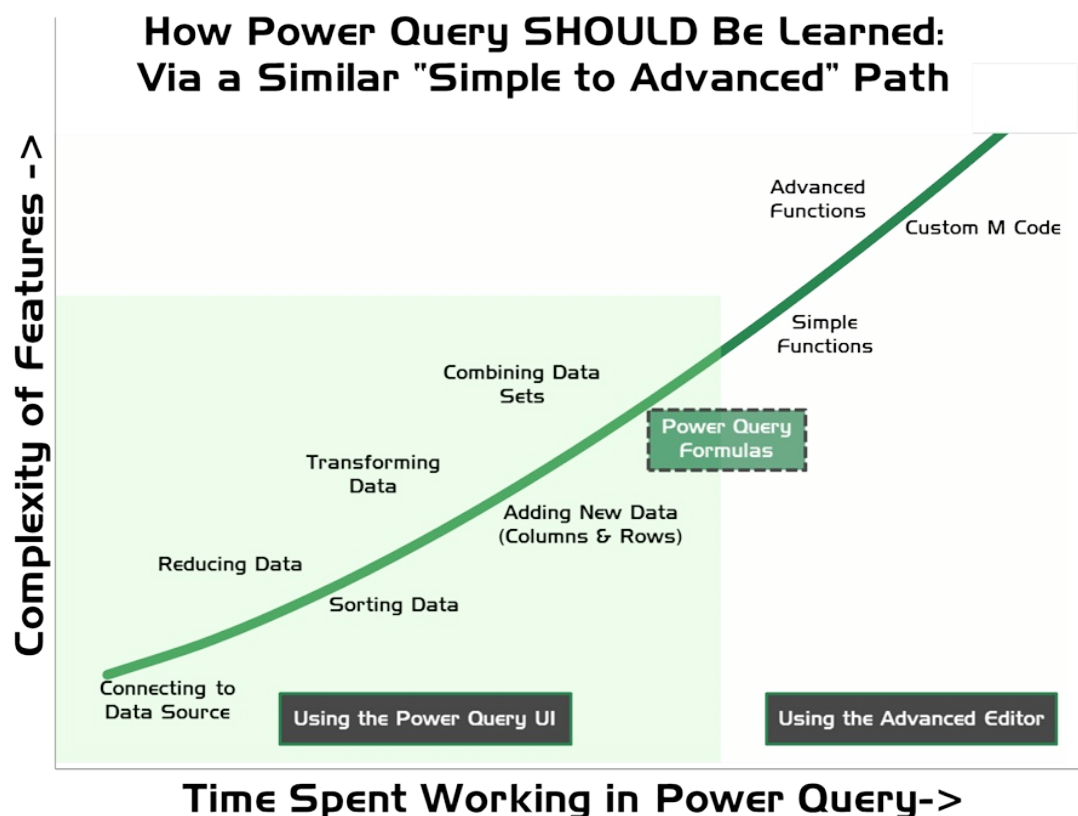 How Power Query SHOULD Be Learned:
Via a Similar "Simple to Advanced" Path
Complexity of Features -->
Advanced
Functions
Custom M Code
Simple
Functions
Combining Data
Sets
Power Query
Formulas
Transforming
Data
Adding New Data
(Columns & Rows)
Reducing Data
Sorting Data
Connecting to
Data Source
Using the Power Query UI
Using the Advanced Editor
Time Spent Working in Power Query->